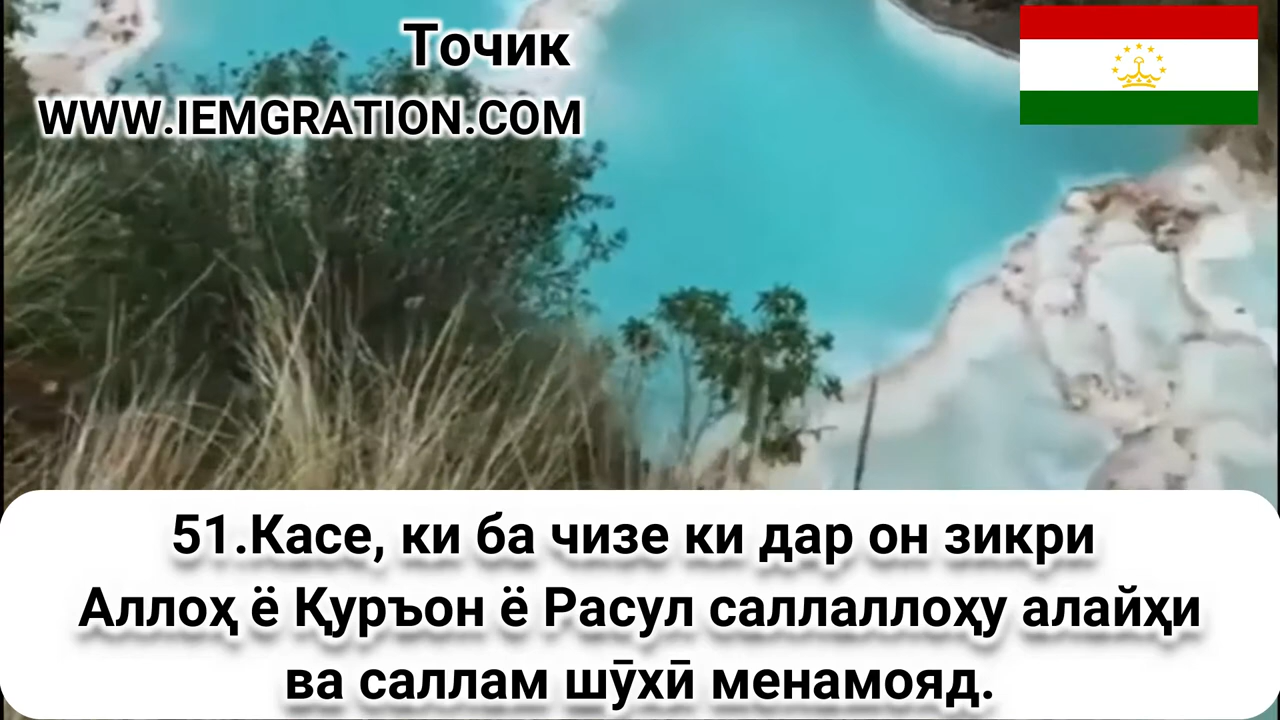 Точик
WWW.IEMGRATION.COM
51.Касе, ки ба чизе ки дар он зикри
Аллоҳ ё Қуръон ё Расул саллаллоҳу алайҳи
ва саллам шӯхӣ менамояд.